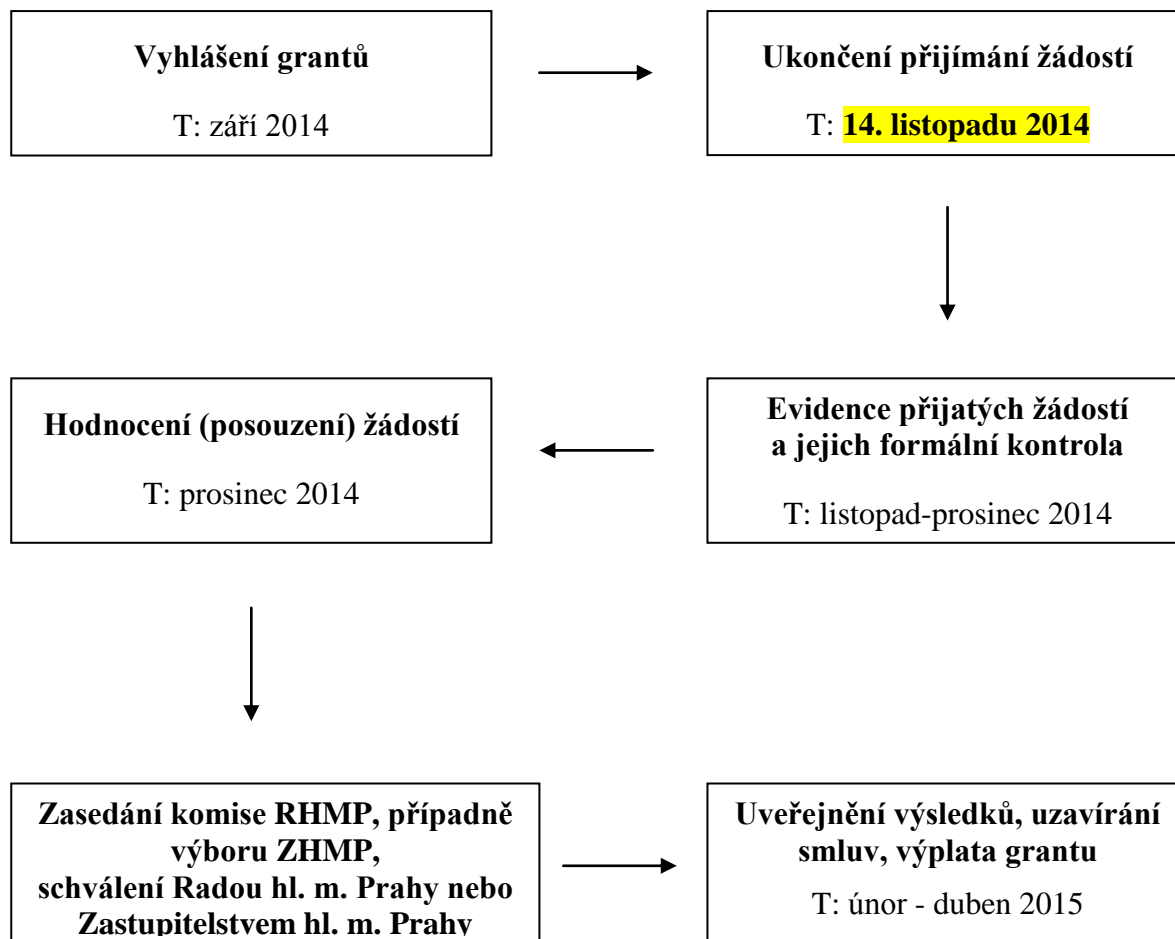 Vyhlášení grantů
T: září 2014
Ukončení přijímání žádostí
T: 14. listopadu 2014
Evidence přijatých žádostí
a jejich formální kontrola
T: listopad-prosinec 2014
Hodnocení (posouzení) žádostí
T: prosinec 2014
Zasedání komise RHMP, případně
výboru ZHMP,
schválení Radou hl. m. Prahy nebo
Zastupitelstvem hl. m. Prahy
Uveřejnění výsledků, uzavírání
smluv, výplata grantu
T: únor - duben 2015